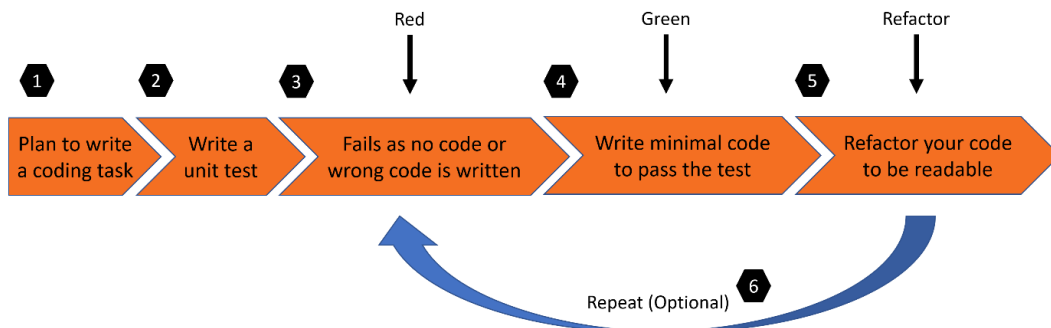 Red
Green
Refactor
1
2
3
4
5
Plan to write
a coding task
Write a
unit test
Fails as no code or
wrong code is written
Write minimal code
to pass the test
Refactor your code
to be readable
6
Repeat (Optional)